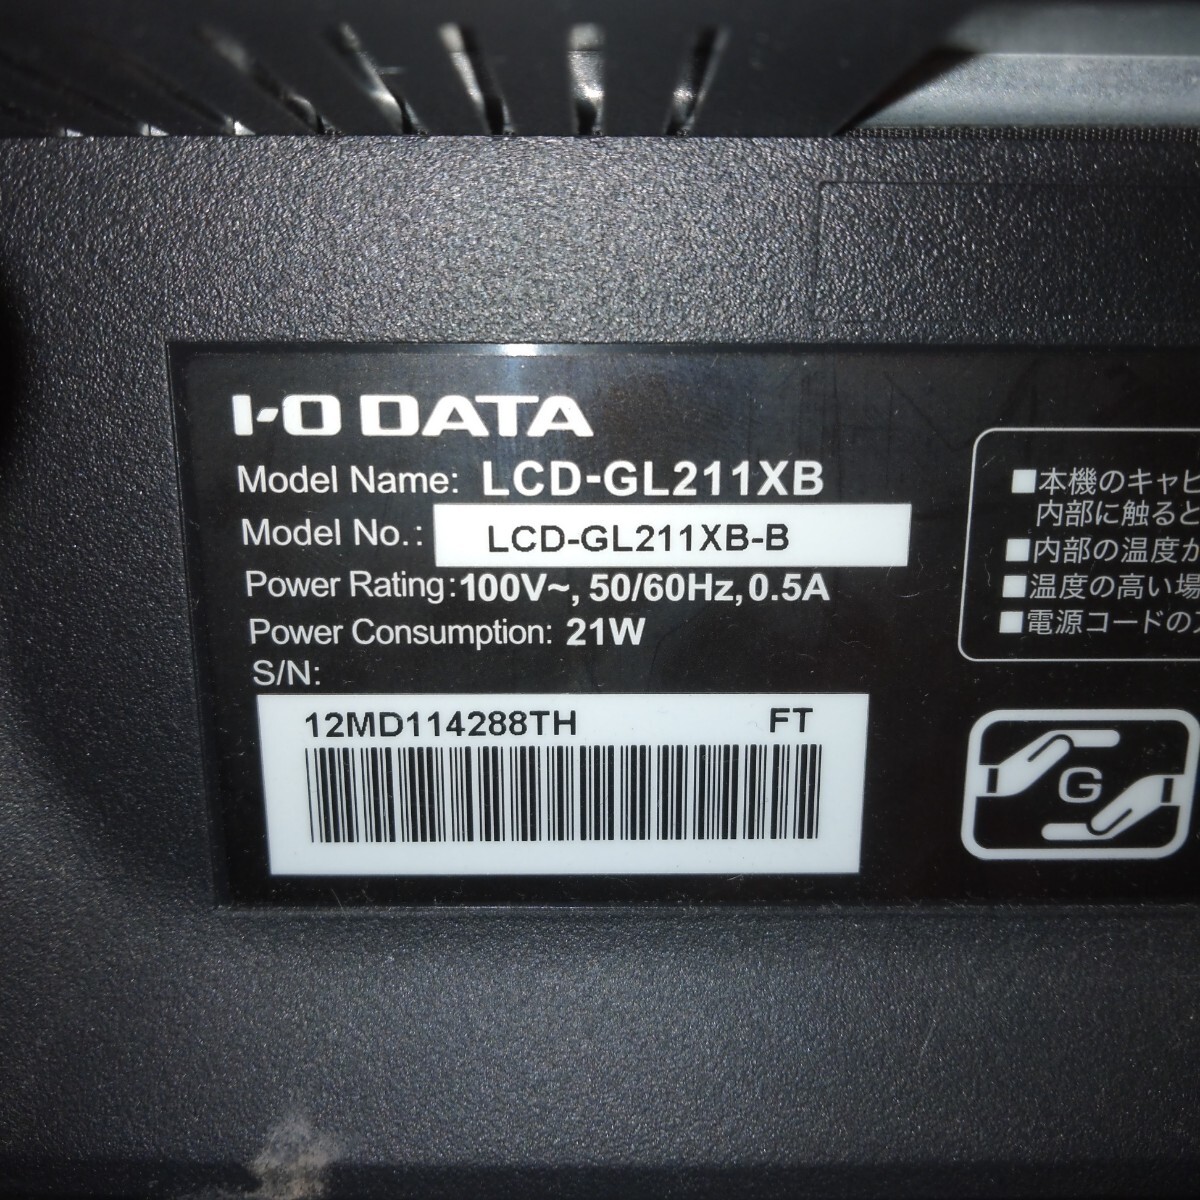 I-O DATA
Model Name: LCD-GL211XB
Model No.: LCD-GL211XB-B
Power Rating: 100V~, 50/60Hz, 0.5A
Power Consumption: 21W
S/N:
12MD114288TH FT
■本機のキャビ
内部に触ると
■内部の温度が
■温度の高い場
■電源コードの
G